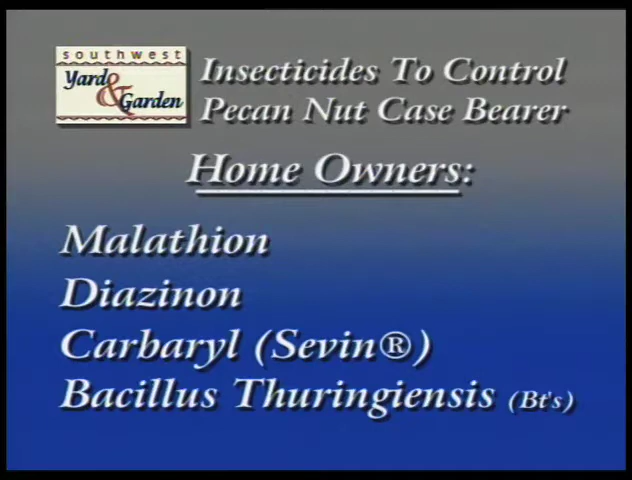 southwest
Yard
& Garden
Insecticides To Control
Pecan Nut Case Bearer
Home Owners:
Malathion
Diazinon
Carbaryl (Sevin®)
Bacillus Thuringiensis (Bt's)